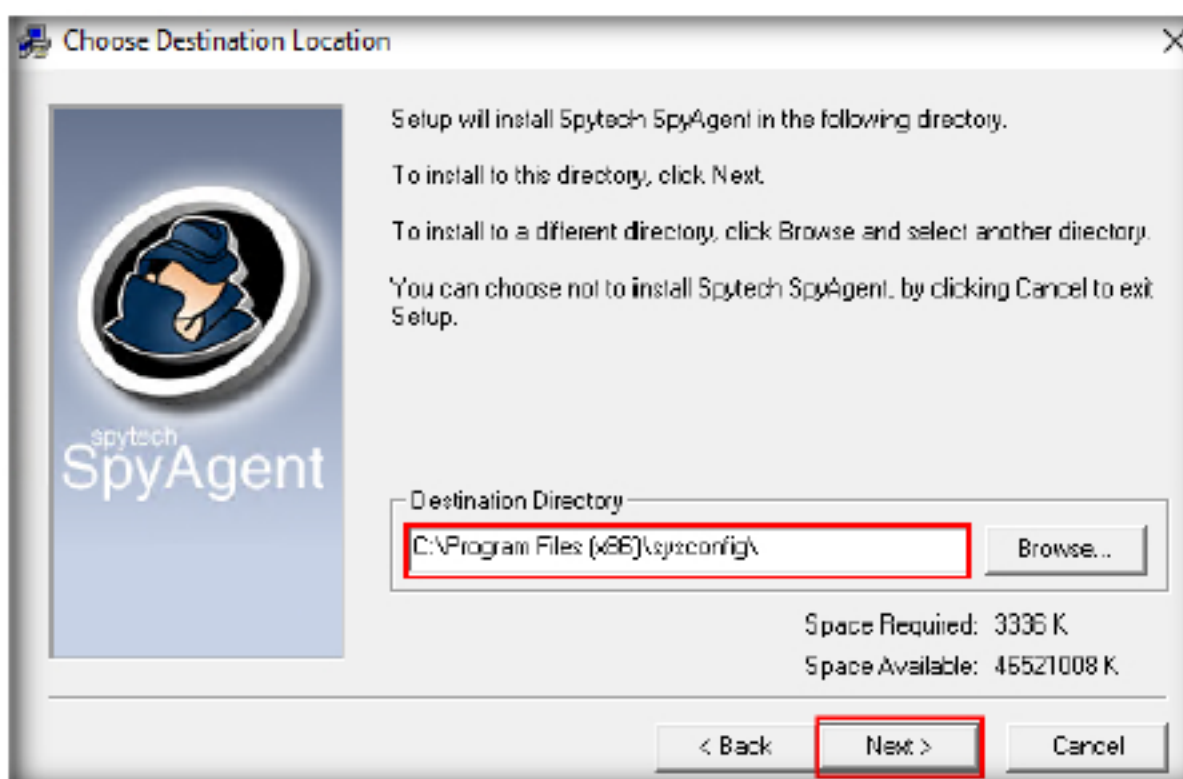 Choose Destination Location
Setup will install Spytech SpyAgent in the following directory.
To install to this directory, click Next.
To install to a different directory, click Browse and select another directory.
You can choose not to install Spytech SpyAgent, by clicking Cancel to exit
Setup.
spytech
SpyAgent
Destination Directory
C:\Program Files (x86)\sysconfig\
Browse...
Space Required: 3336 K
Space Available: 46521008 K
< Back
Next >
Cancel